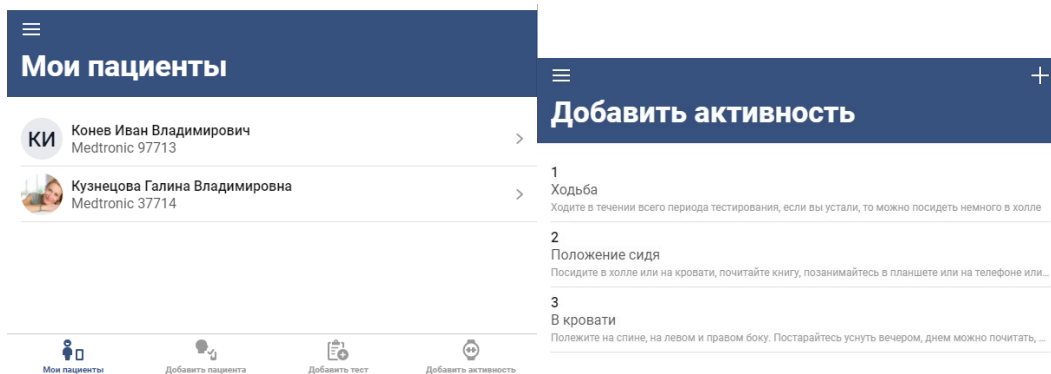 Мои пациенты
КИ
Конев Иван Владимирович
Medtronic 97713
Кузнецова Галина Владимировна
Medtronic 37714
Мои пациенты
Добавить пациента
Добавить тест
Добавить активность
Добавить активность
1
Ходьба
Ходите в течении всего периода тестирования, если вы устали, то можно посидеть немного в холле
2
Положение сидя
Посидите в холле или на кровати, почитайте книгу, позанимайтесь в планшете или на телефоне или...
3
В кровати
Полежите на спине, на левом и правом боку. Постарайтесь уснуть вечером, днем можно почитать, ...